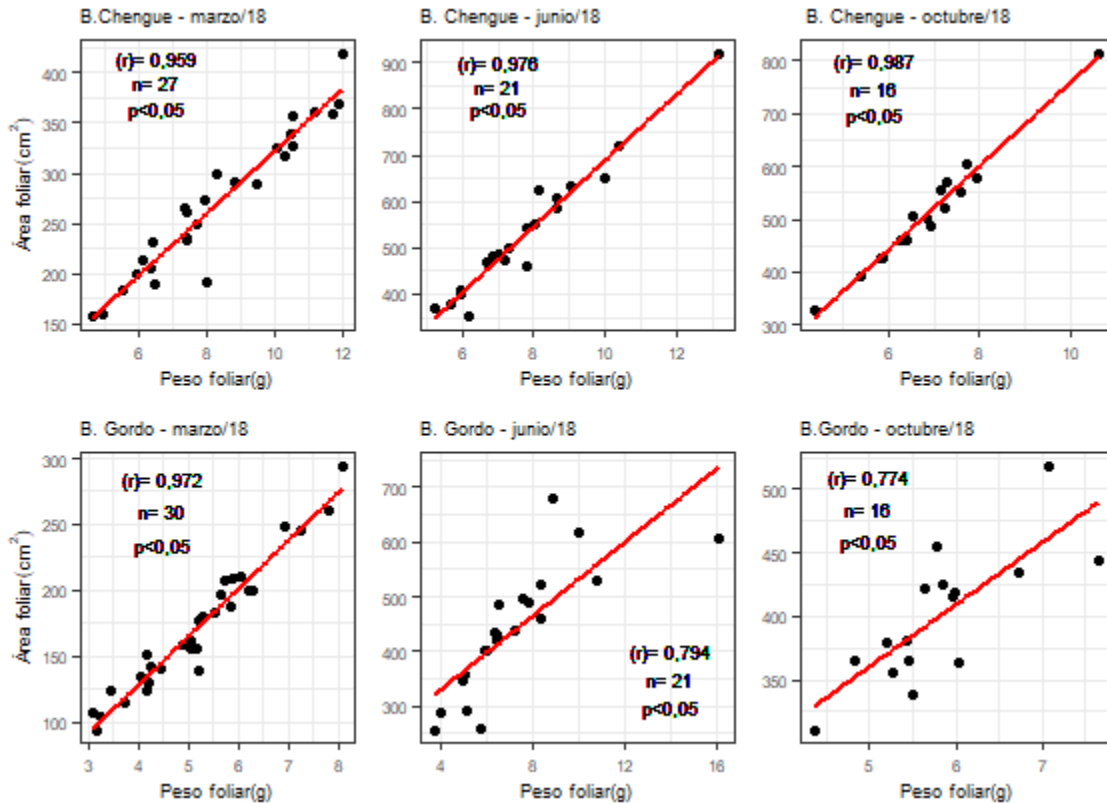 B.Chengue - marzo/18
(r)= 0,959
n= 27
p<0,05
400
350
300
250
200
150
6 8 10 12
Área foliar(cm²)
Peso foliar(g)
B. Chengue - junio/18
(r)= 0,976
n= 21
p<0,05
900
800
700
600
500
400
6 8 10 12
Peso foliar(g)
B. Chengue - octubre/18
(r)= 0,987
n= 16
p<0,05
800
700
600
500
400
300
6 8 10
Peso foliar(g)
B. Gordo - marzo/18
(r)= 0,972
n= 30
p<0,05
300
250
200
150
100
3 4 5 6 7 8
Área foliar(cm²)
Peso foliar(g)
B. Gordo - junio/18
(r)= 0,794
n= 21
p<0,05
700
600
500
400
300
4 8 12 16
Peso foliar(g)
B.Gordo - octubre/18
(r)= 0,774
n= 16
p<0,05
500
450
400
350
5 6 7
Peso foliar(g)